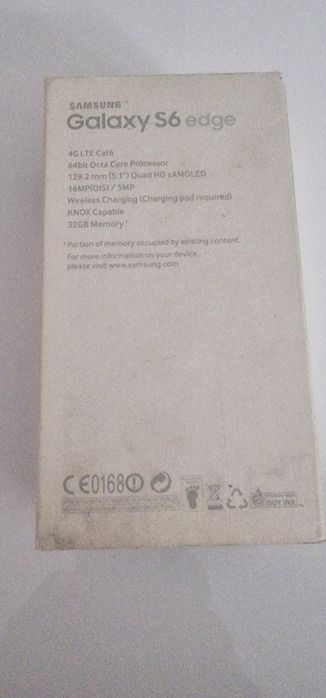 SAMSUNG
Galaxy S6 edge
4G LTE Cat6
64bit Octa Core Processor
129.2 mm (5.1") Quad HD sAMOLED
16MP(OIS) / 5MP
Wireless Charging (Charging pad required)
KNOX Capable
32GB Memory¹
¹ Portion of memory occupied by existing content.
For more information on your device,
please visit www.samsung.com
CE0168
SOY INK